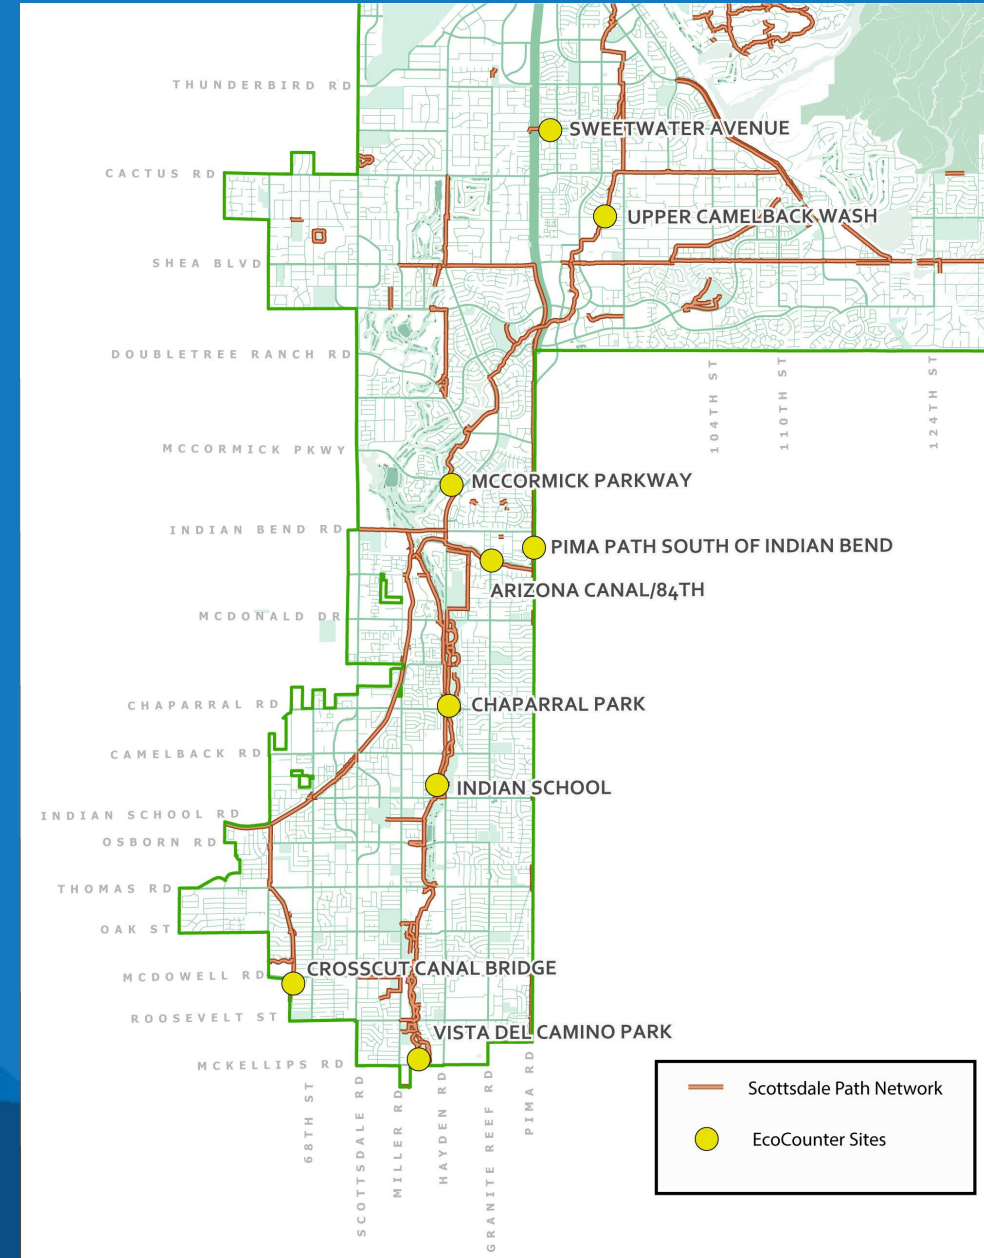 THUNDERBIRD RD
SWEETWATER AVENUE
CACTUS RD
UPPER CAMELBACK WASH
SHEA BLVD
DOUBLETREE RANCH RD
104TH ST
110TH ST
124TH ST
MCCORMICK PKWY
MCCORMICK PARKWAY
INDIAN BEND RD
PIMA PATH SOUTH OF INDIAN BEND
ARIZONA CANAL/84TH
MCDONALD DR
CHAPARRAL RD
CHAPARRAL PARK
CAMELBACK RD
INDIAN SCHOOL
INDIAN SCHOOL RD
OSBORN RD
THOMAS RD
OAK ST
CROSSCUT CANAL BRIDGE
MCDOWELL RD
ROOSEVELT ST
VISTA DEL CAMINO PARK
MCKELLIPS RD
68TH ST
SCOTTSDALE RD
MILLER RD
HAYDEN RD
GRANITE REEF RD
PIMA RD
Scottsdale Path Network
EcoCounter Sites